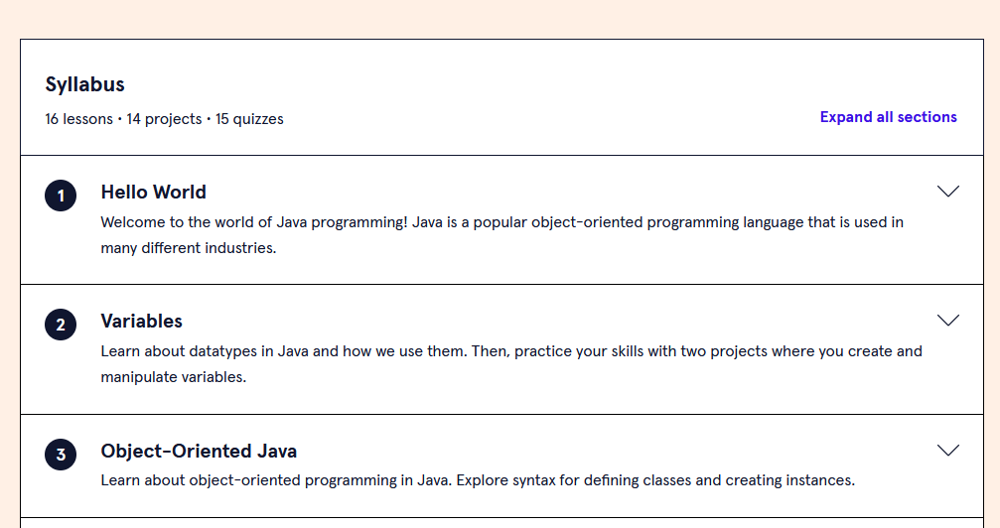 Syllabus
16 lessons • 14 projects • 15 quizzes
Expand all sections
1
Hello World
Welcome to the world of Java programming! Java is a popular object-oriented programming language that is used in
many different industries.
2
Variables
Learn about datatypes in Java and how we use them. Then, practice your skills with two projects where you create and
manipulate variables.
3
Object-Oriented Java
Learn about object-oriented programming in Java. Explore syntax for defining classes and creating instances.